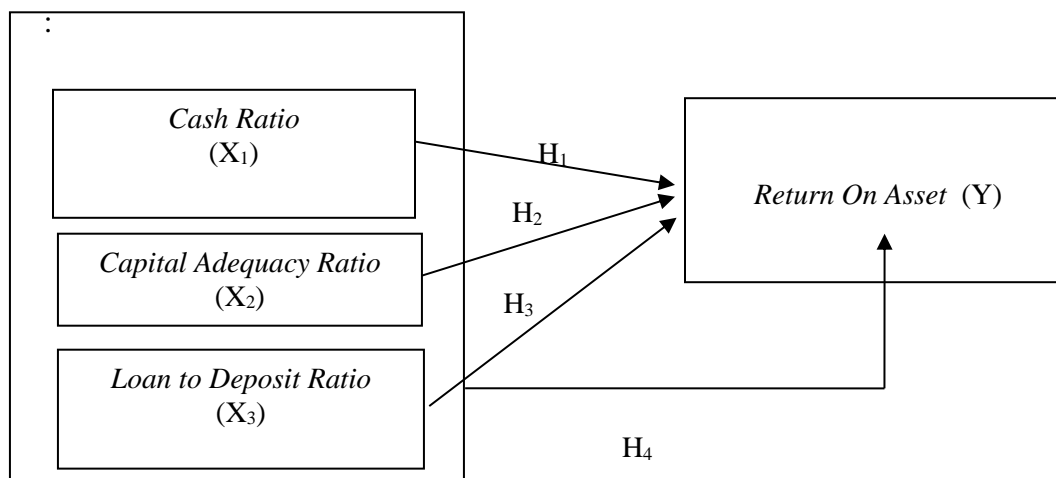 :
Cash Ratio
(X₁)
H₁
Return On Asset (Y)
H₂
Capital Adequacy Ratio
(X₂)
H₃
Loan to Deposit Ratio
(X₃)
H₄